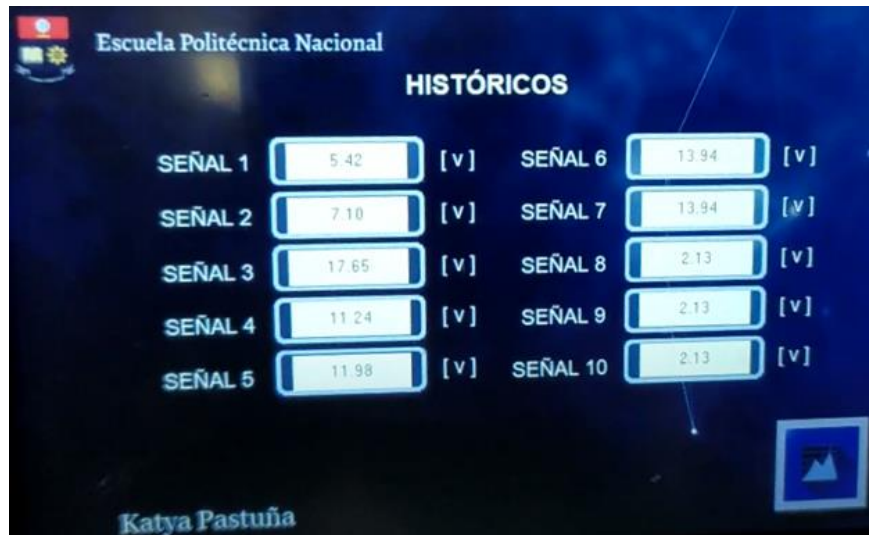 Escuela Politécnica Nacional
HISTÓRICOS
SEÑAL 1 5.42 [ v ] SEÑAL 6 13.94 [ v ]
SEÑAL 2 7.10 [ v ] SEÑAL 7 13.94 [ v ]
SEÑAL 3 17.65 [ v ] SEÑAL 8 2.13 [ v ]
SEÑAL 4 11.24 [ v ] SEÑAL 9 2.13 [ v ]
SEÑAL 5 11.98 [ v ] SEÑAL 10 2.13 [ v ]
Katya Pastuña